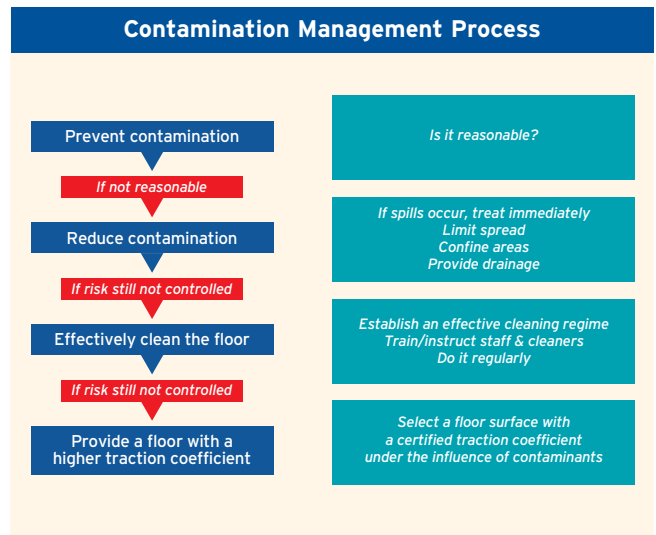 Contamination Management Process
Prevent contamination
Is it reasonable?
If not reasonable
Reduce contamination
If spills occur, treat immediately
Limit spread
Confine areas
Provide drainage
If risk still not controlled
Effectively clean the floor
Establish an effective cleaning regime
Train/instruct staff & cleaners
Do it regularly
If risk still not controlled
Provide a floor with a
higher traction coefficient
Select a floor surface with
a certified traction coefficient
under the influence of contaminants